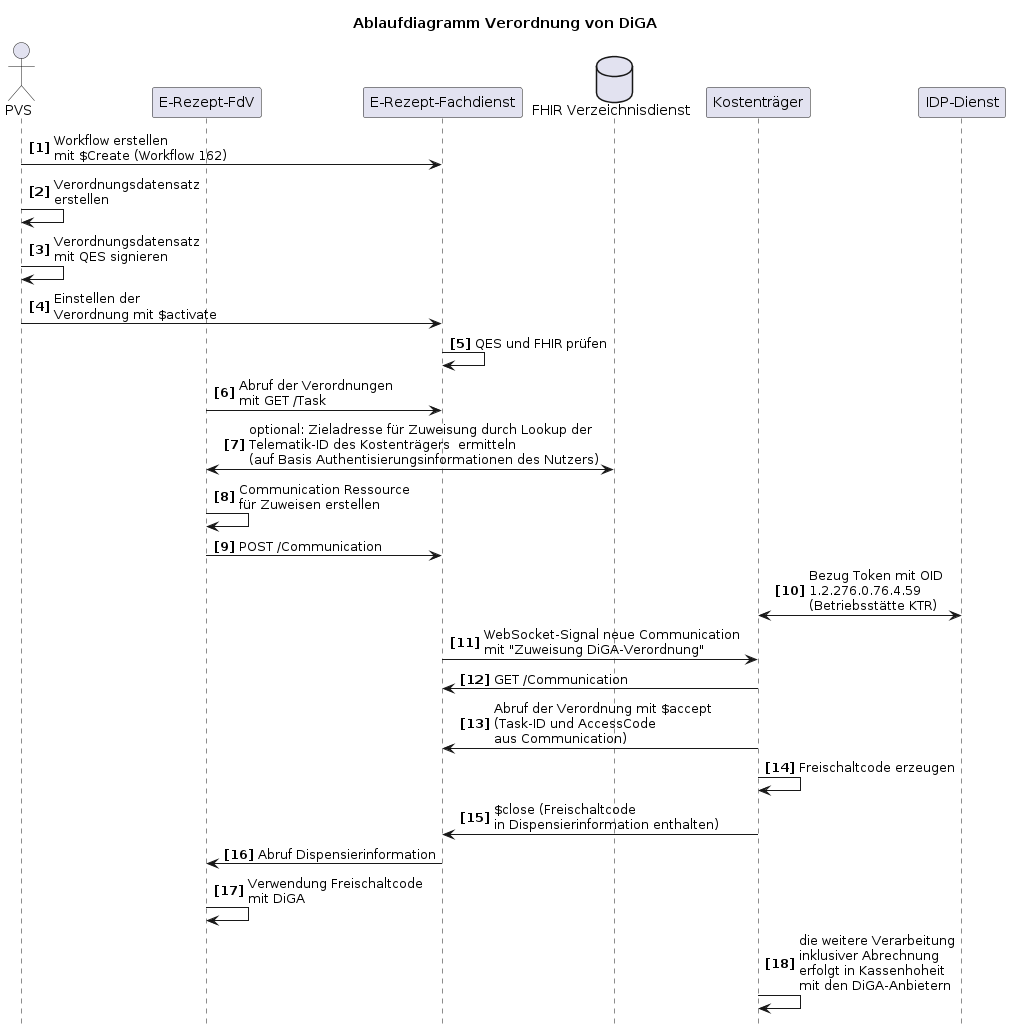 Ablaufdiagramm Verordnung von DiGA
PVS
E-Rezept-FdV
E-Rezept-Fachdienst
FHIR Verzeichnisdienst
Kostenträger
IDP-Dienst
[1] Workflow erstellen
mit $Create (Workflow 162)
[2] Verordnungsdatensatz
erstellen
[3] Verordnungsdatensatz
mit QES signieren
[4] Einstellen der
Verordnung mit $activate
[5] QES und FHIR prüfen
[6] Abruf der Verordnungen
mit GET /Task
optional: Zieladresse für Zuweisung durch Lookup der
[7] Telematik-ID des Kostenträgers  ermitteln
(auf Basis Authentisierungsinformationen des Nutzers)
[8] Communication Ressource
für Zuweisen erstellen
[9] POST /Communication
Bezug Token mit OID
[10] 1.2.276.0.76.4.59
(Betriebsstätte KTR)
[11] WebSocket-Signal neue Communication
mit "Zuweisung DiGA-Verordnung"
[12] GET /Communication
Abruf der Verordnung mit $accept
[13] (Task-ID und AccessCode
aus Communication)
[14] Freischaltcode erzeugen
[15] $close (Freischaltcode
in Dispensierinformation enthalten)
[16] Abruf Dispensierinformation
[17] Verwendung Freischaltcode
mit DiGA
die weitere Verarbeitung
inklusiver Abrechnung
[18] erfolgt in Kassenhoheit
mit den DiGA-Anbietern